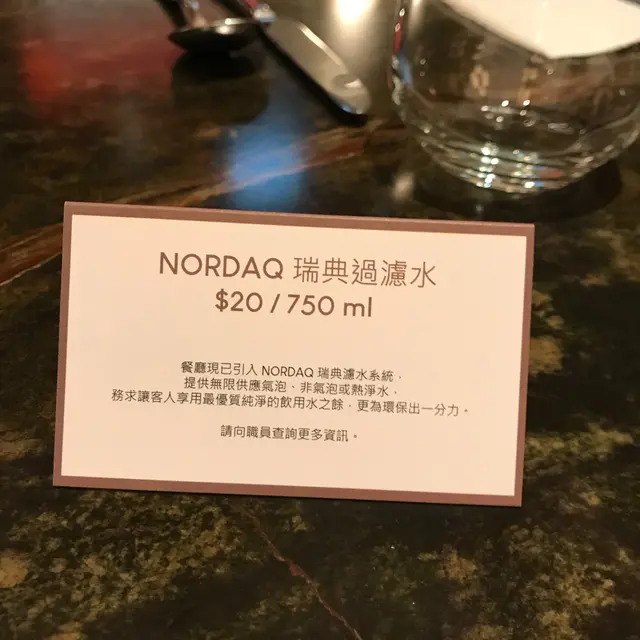 NORDAQ 瑞典過濾水
$20 / 750 ml
餐廳現已引入 NORDAQ 瑞典濾水系統，
提供無限供應氣泡、非氣泡或熱淨水，
務求讓客人享用最優質純淨的飲用水之餘，更為環保出一分力。
請向職員查詢更多資訊。